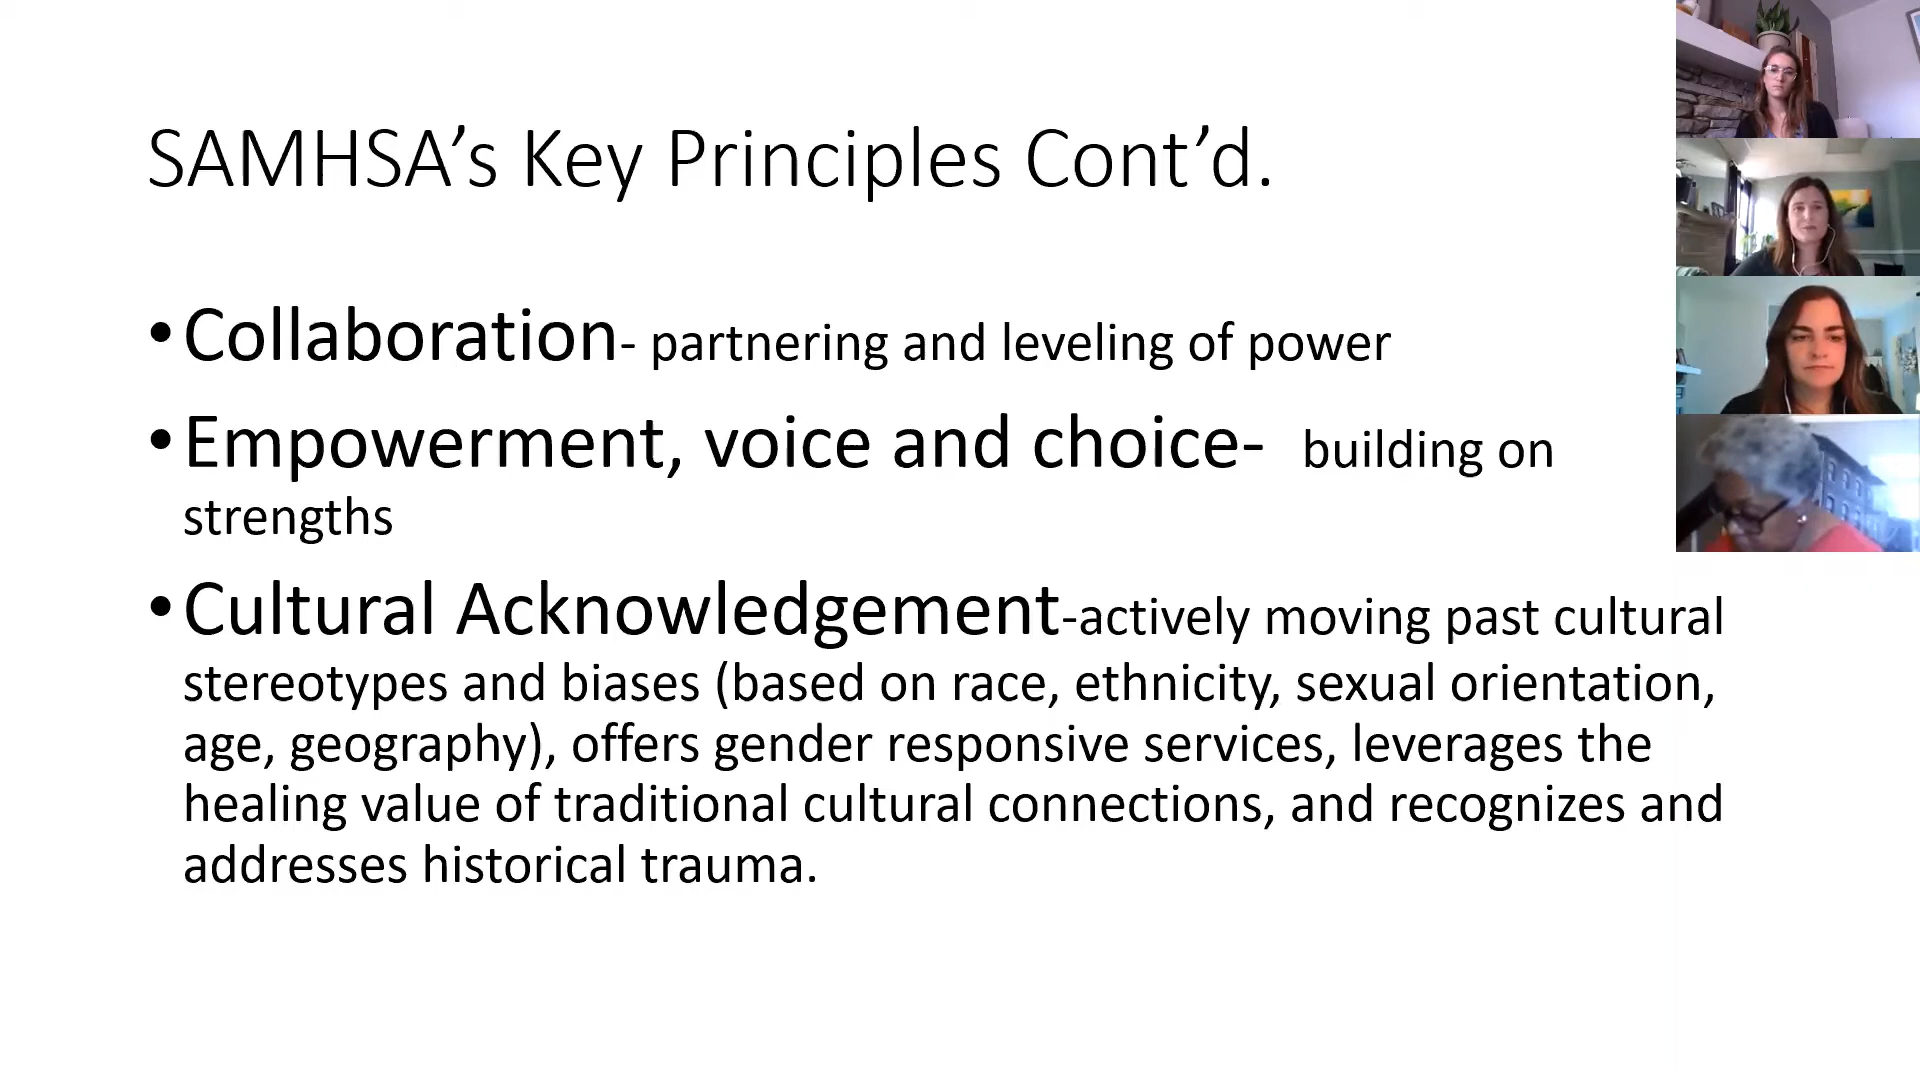 SAMHSA’s Key Principles Cont’d.
•Collaboration- partnering and leveling of power
•Empowerment, voice and choice- building on
strengths
•Cultural Acknowledgement-actively moving past cultural
stereotypes and biases (based on race, ethnicity, sexual orientation,
age, geography), offers gender responsive services, leverages the
healing value of traditional cultural connections, and recognizes and
addresses historical trauma.